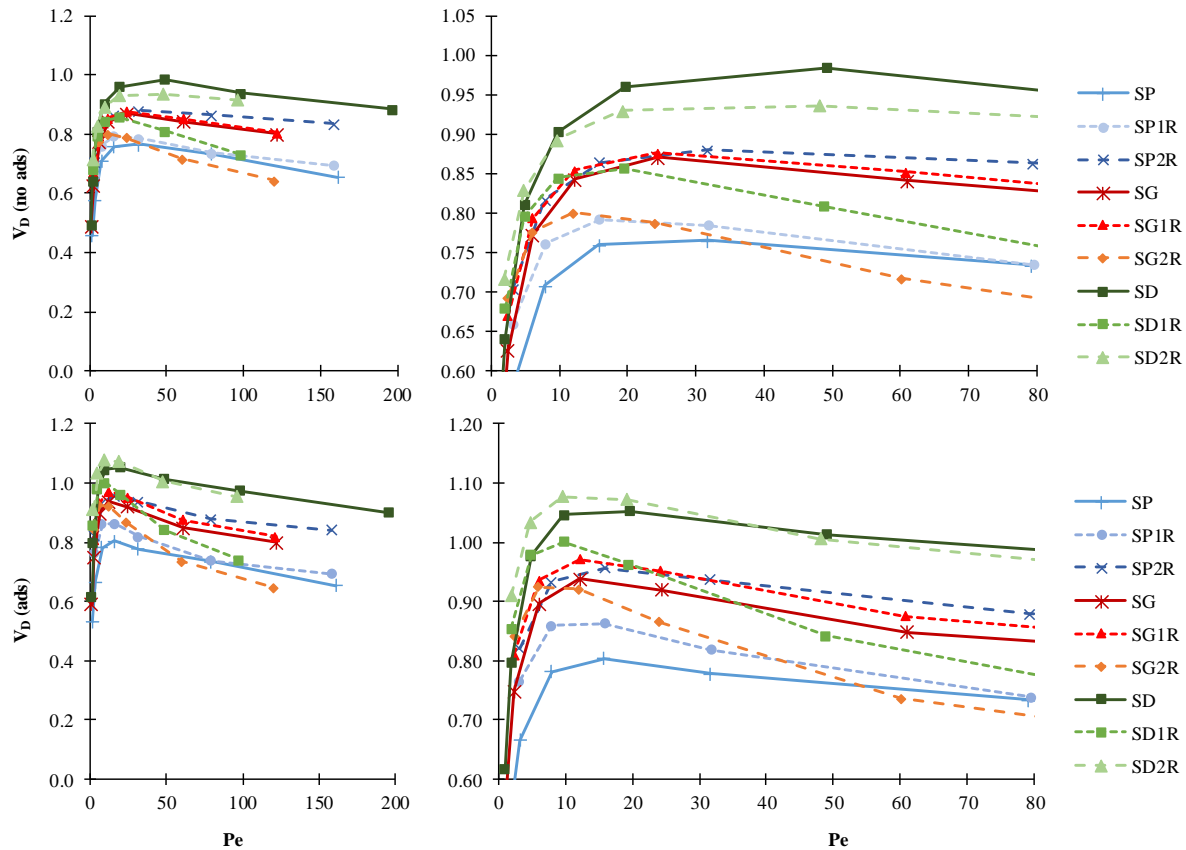 V_D (no ads)
1.2
1.0
0.8
0.6
0.4
0.2
0.0
0 50 100 150 200
1.05
1.00
0.95
0.90
0.85
0.80
0.75
0.70
0.65
0.60
0 10 20 30 40 50 60 70 80
SP
SP1R
SP2R
SG
SG1R
SG2R
SD
SD1R
SD2R
V_D (ads)
1.2
1.0
0.8
0.6
0.4
0.2
0.0
0 50 100 150 200
Pe
1.20
1.10
1.00
0.90
0.80
0.70
0.60
0 10 20 30 40 50 60 70 80
Pe
SP
SP1R
SP2R
SG
SG1R
SG2R
SD
SD1R
SD2R